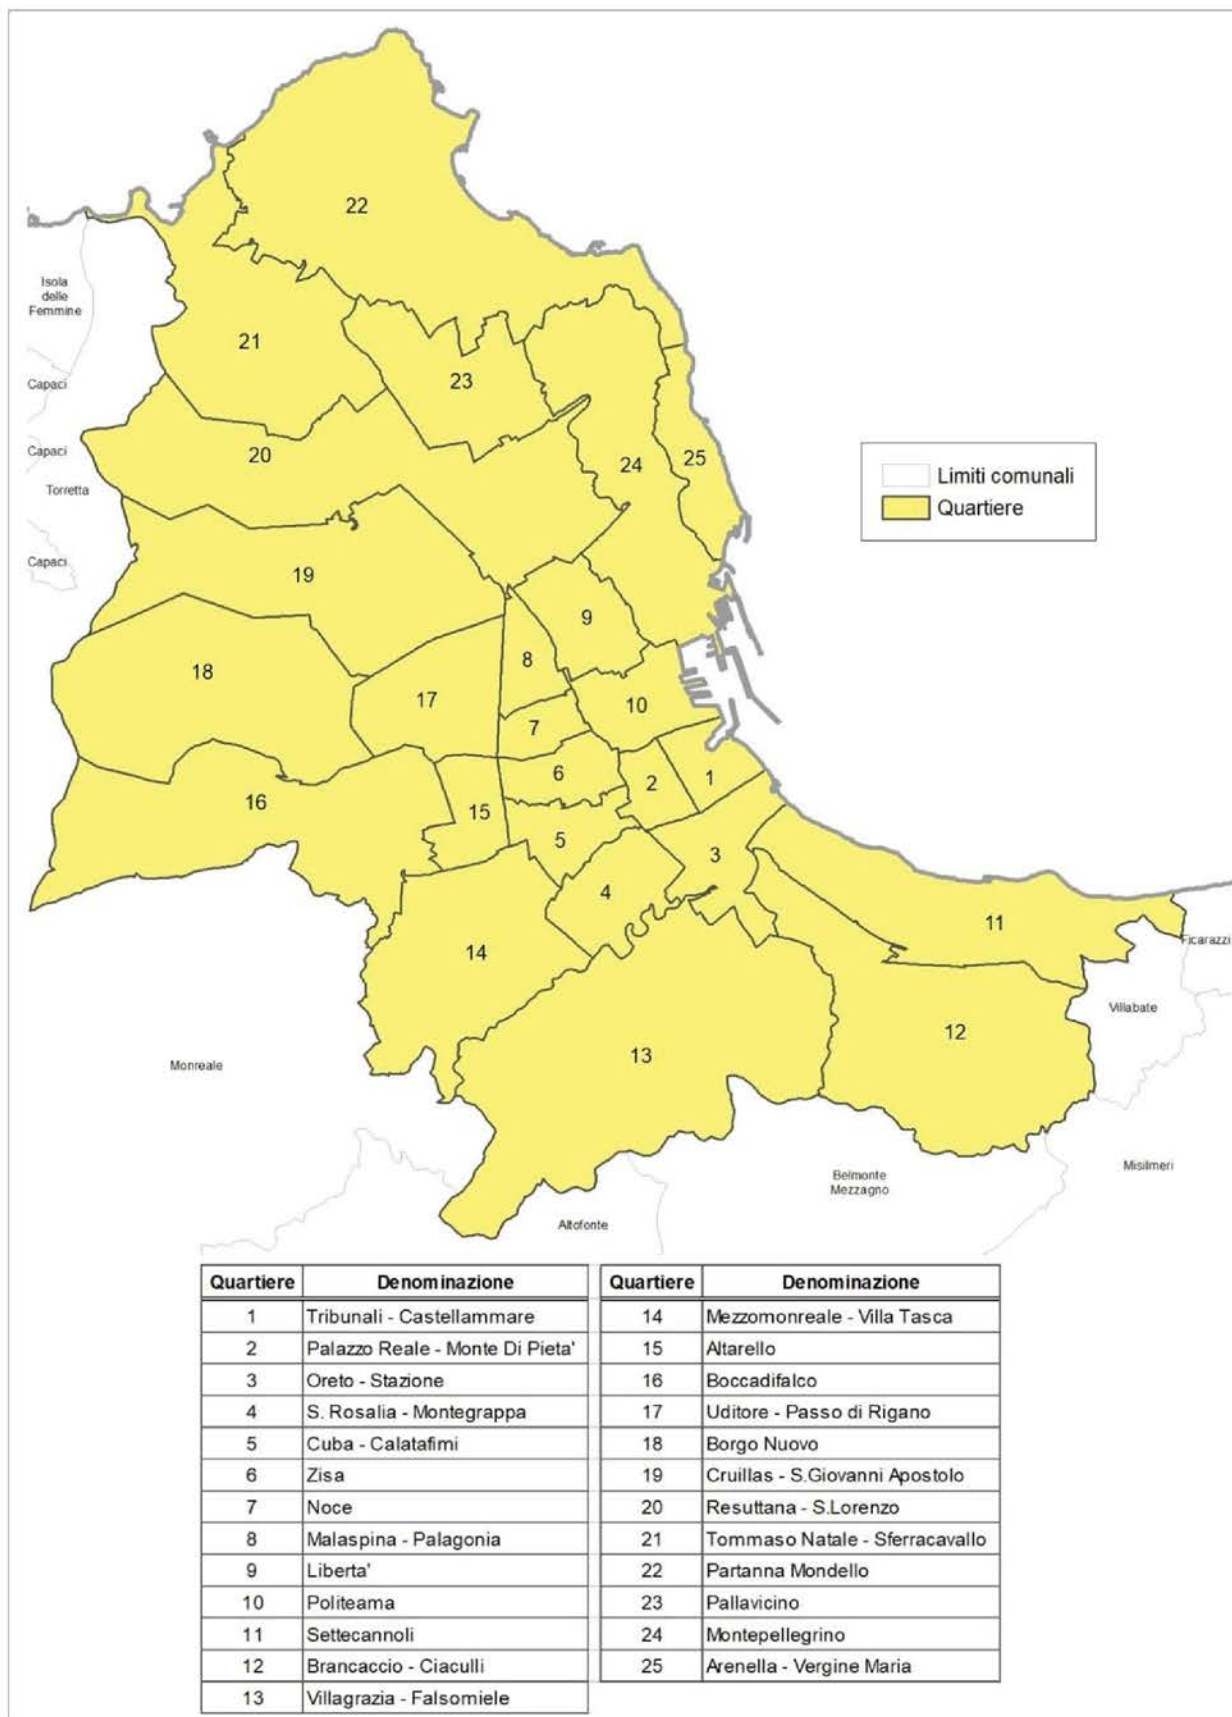 22
Isola
delle
Femmine
21
23
Capaci
20
24
25
Capaci
Torretta
Limiti comunali
Quartiere
Capaci
19
9
18
8
17
10
7
6
2
1
16
15
5
3
4
11
14
Ficarazzi
Villabate
12
13
Monreale
Misilmeri
Belmonte
Mezzagno
Altofonte
Quartiere Denominazione Quartiere Denominazione
1 Tribunali - Castellammare 14 Mezzomonreale - Villa Tasca
2 Palazzo Reale - Monte Di Pieta' 15 Altarello
3 Oreto - Stazione 16 Boccadifalco
4 S. Rosalia - Montegrappa 17 Uditore - Passo di Rigano
5 Cuba - Calatafimi 18 Borgo Nuovo
6 Zisa 19 Cruillas - S.Giovanni Apostolo
7 Noce 20 Resuttana - S.Lorenzo
8 Malaspina - Palagonia 21 Tommaso Natale - Sferracavallo
9 Liberta' 22 Partanna Mondello
10 Politeama 23 Pallavicino
11 Settecannoli 24 Montepellegrino
12 Brancaccio - Ciaculli 25 Arenella - Vergine Maria
13 Villagrazia - Falsomiele